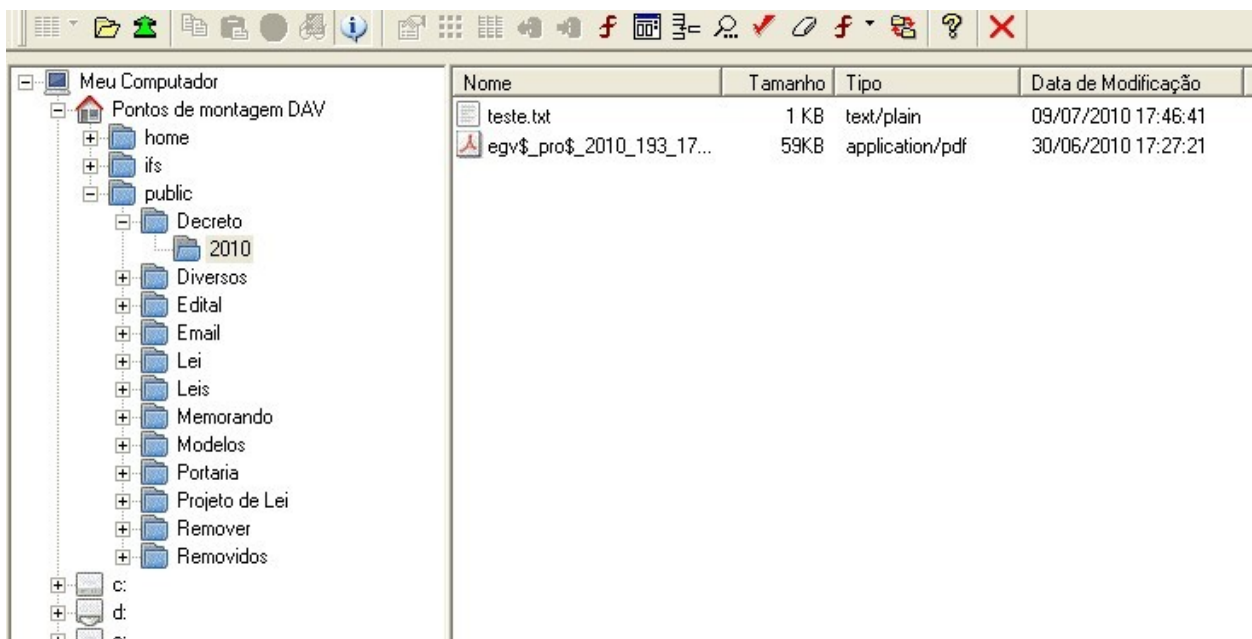 Meu Computador
Pontos de montagem DAV
home
ifs
public
Decreto
2010
Diversos
Edital
Email
Lei
Leis
Memorando
Modelos
Portaria
Projeto de Lei
Remover
Removidos
c:
d:
Nome Tamanho Tipo Data de Modificação
teste.txt 1 KB text/plain 09/07/2010 17:46:41
egv$_pro$_2010_193_17... 59KB application/pdf 30/06/2010 17:27:21